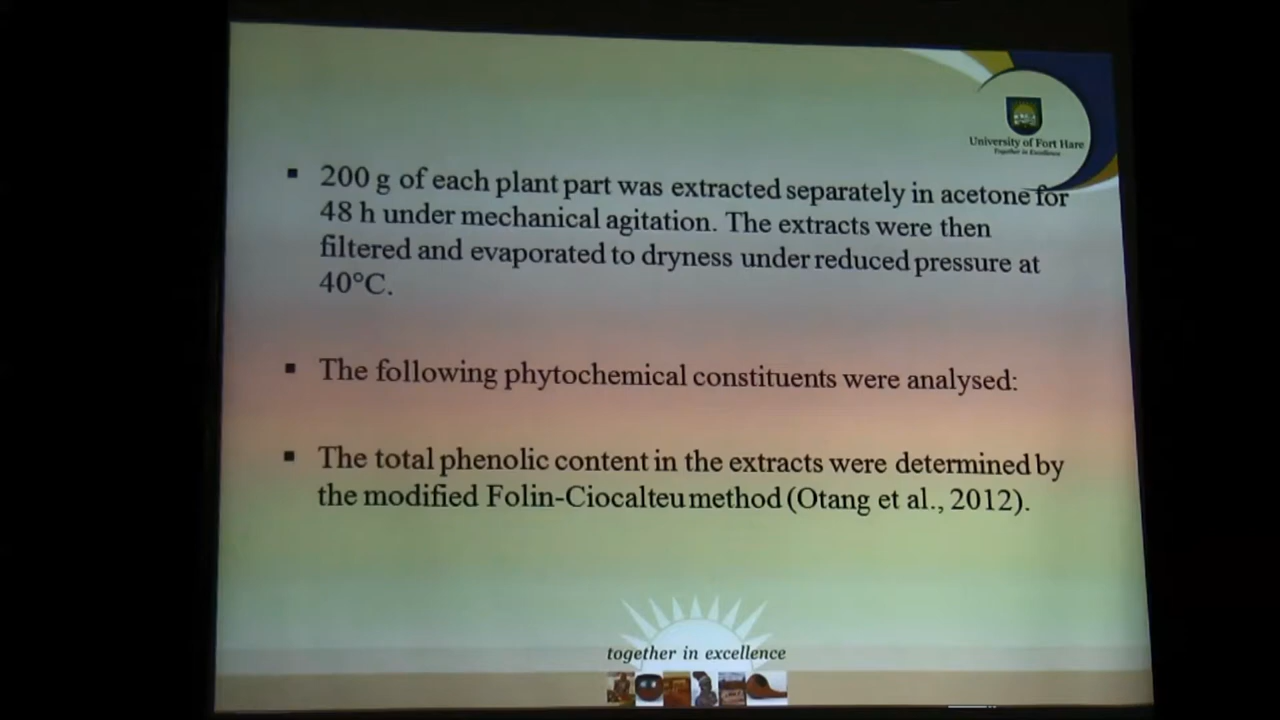 University of Fort Hare
Together in Excellence
▪ 200 g of each plant part was extracted separately in acetone for
48 h under mechanical agitation. The extracts were then
filtered and evaporated to dryness under reduced pressure at
40°C.
▪ The following phytochemical constituents were analysed:
▪ The total phenolic content in the extracts were determined by
the modified Folin-Ciocalteu method (Otang et al., 2012).
together in excellence